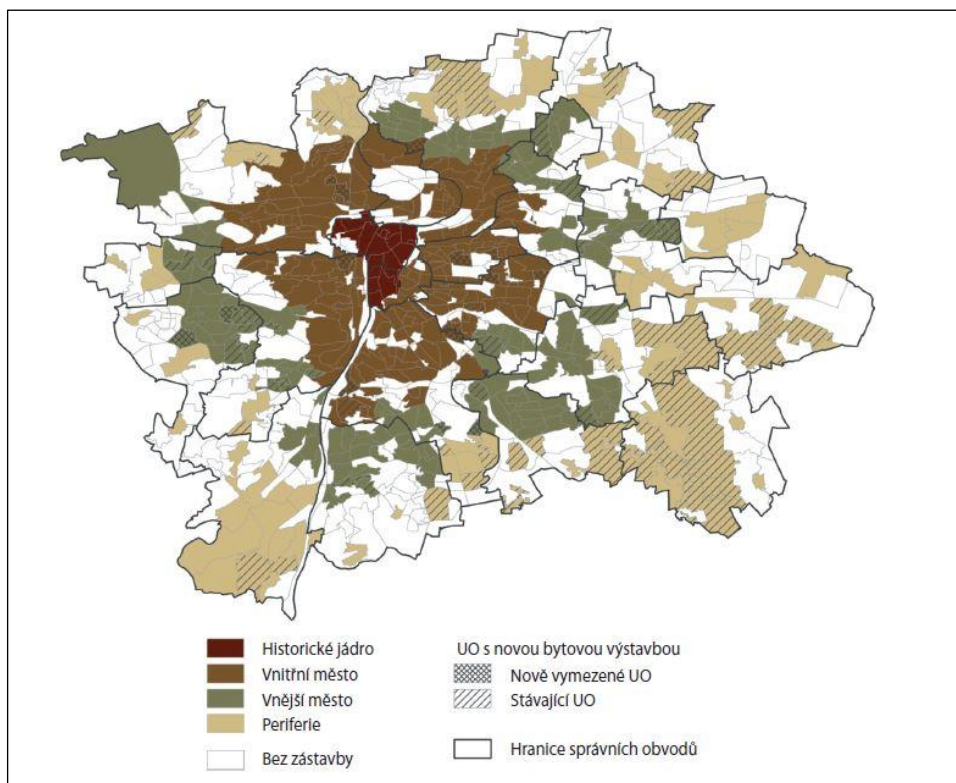 Historické jádro
Vnitřní město
Vnější město
Periferie
Bez zástavby
UO s novou bytovou výstavbou
Nově vymezené UO
Stávající UO
Hranice správních obvodů